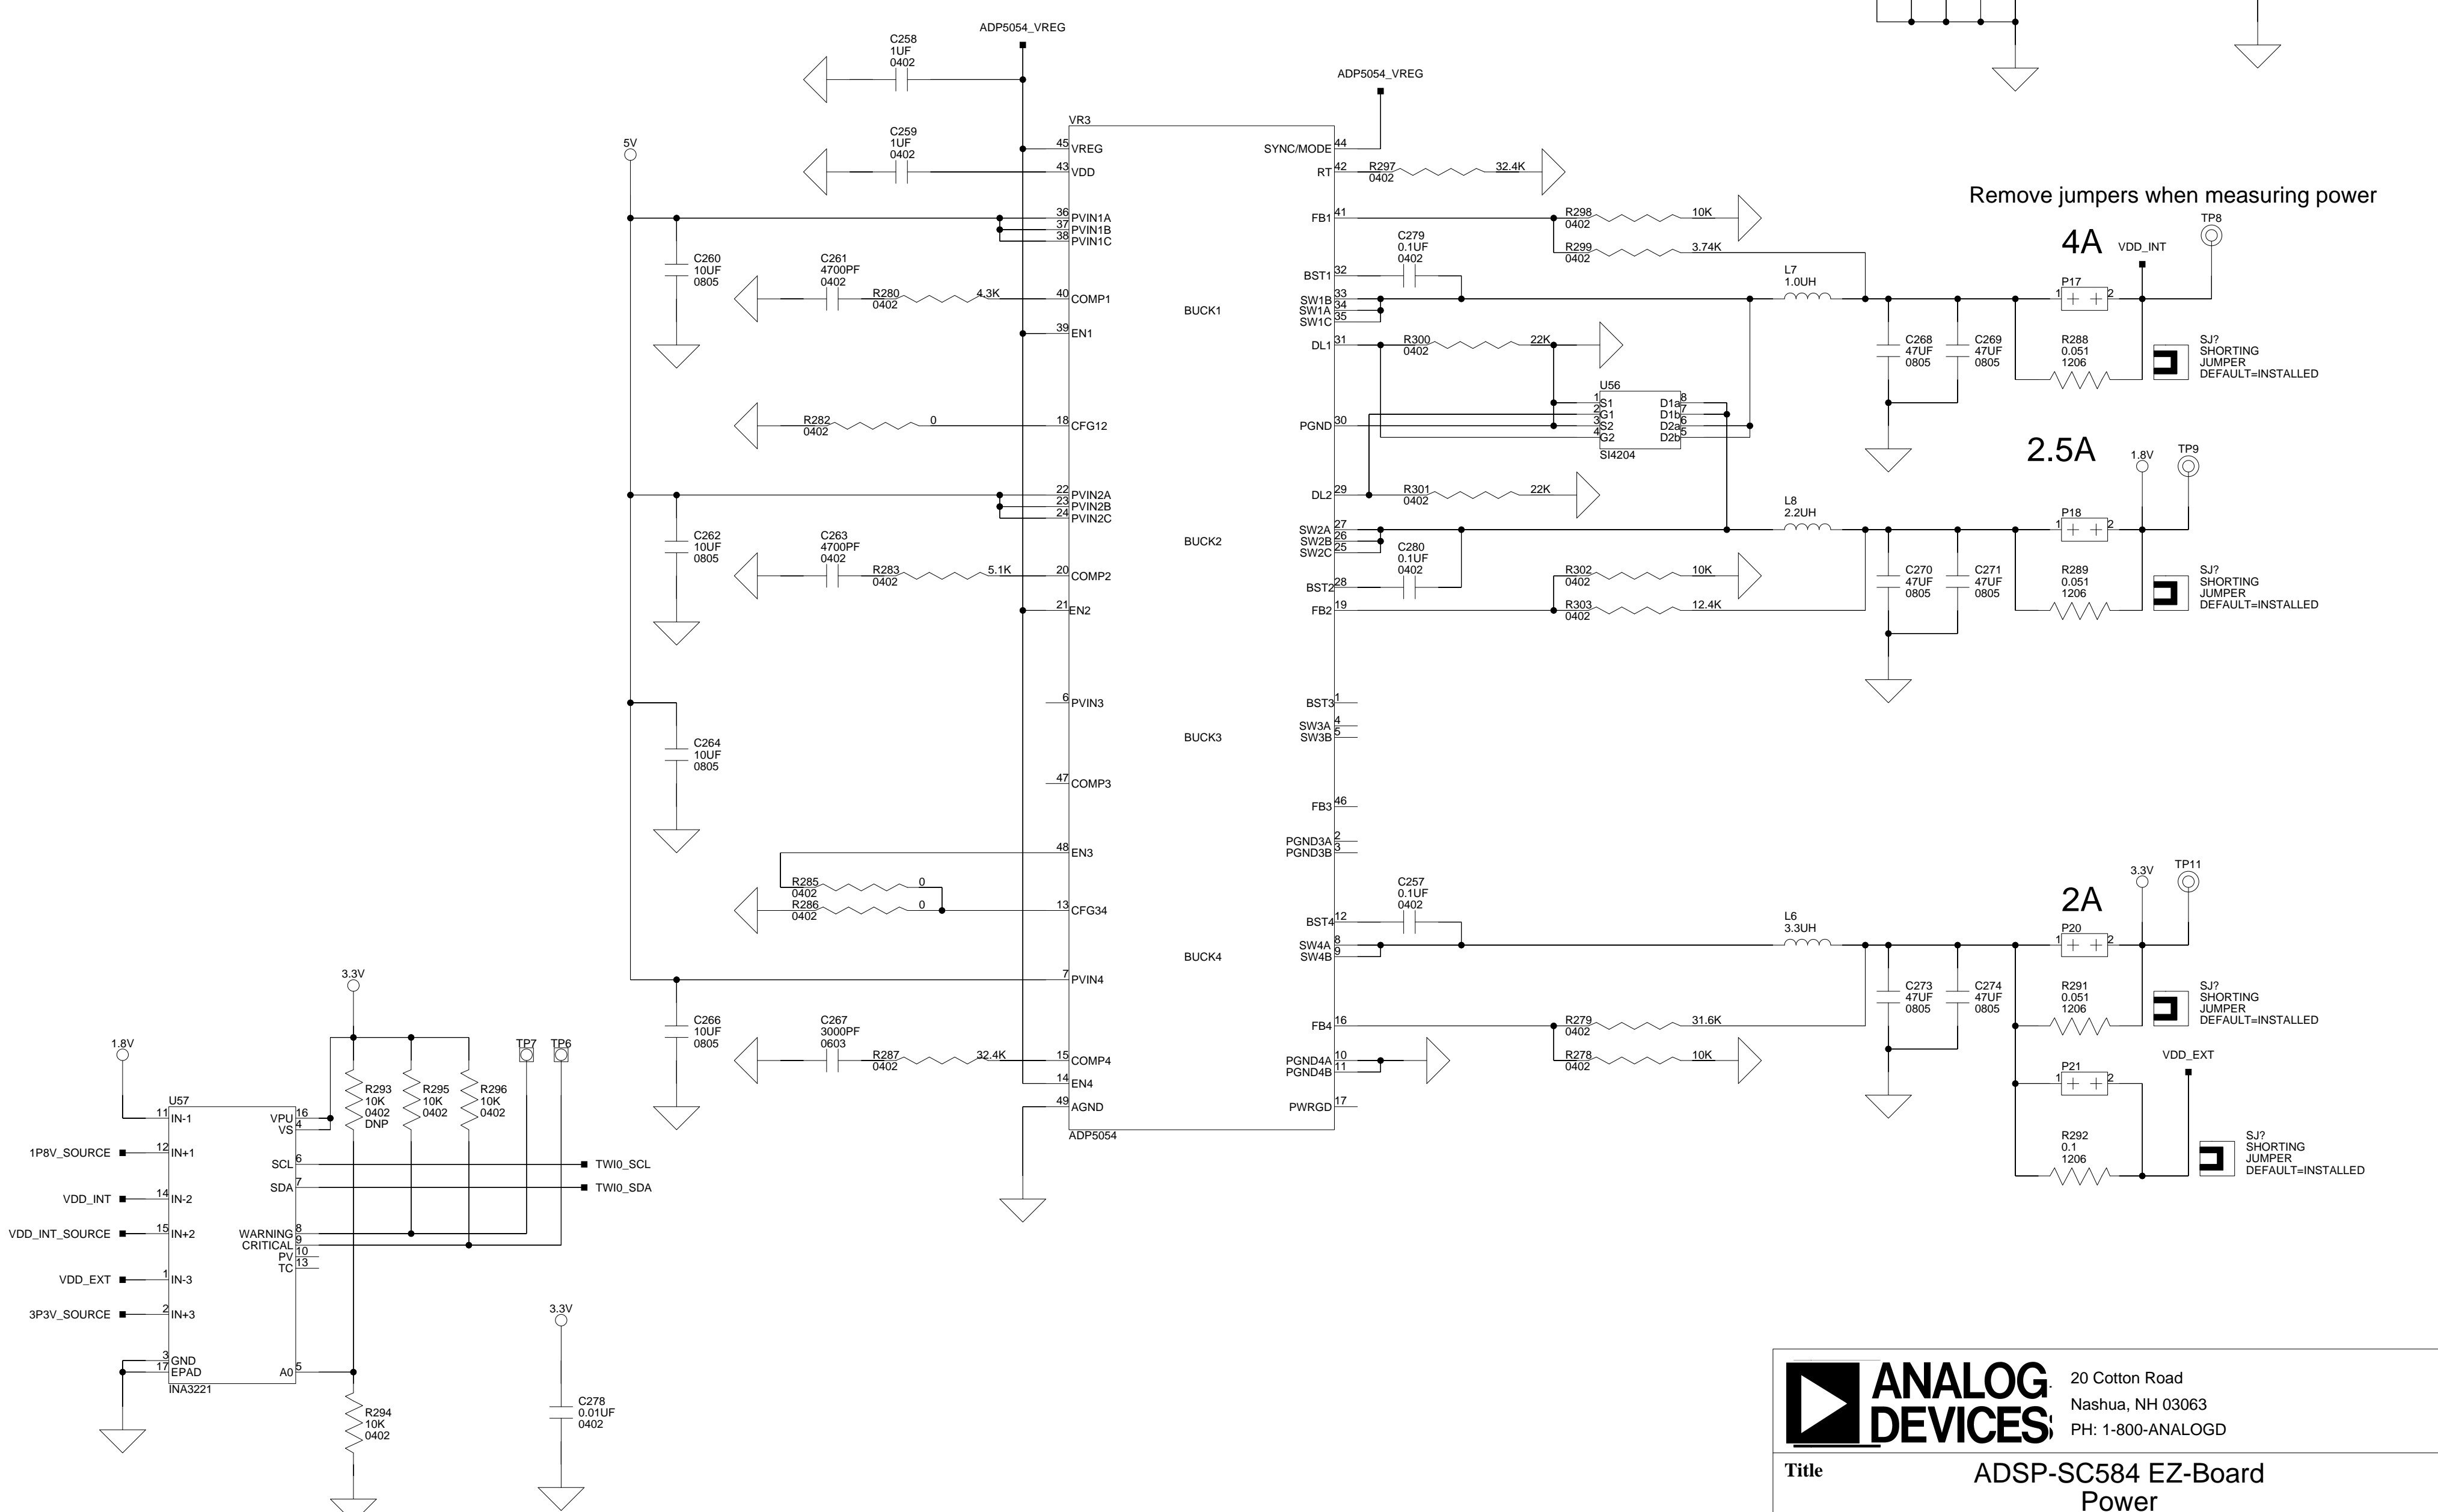 ADP5054_VREG
C258
1UF
0402
C259
1UF
0402
5V
C260
10UF
0805
C261
4700PF
0402
R280
0402
4.3K
R282
0402
0
C262
10UF
0805
C263
4700PF
0402
R283
0402
5.1K
C264
10UF
0805
R285
0402
0
R286
0402
0
C266
10UF
0805
C267
3000PF
0603
R287
0402
32.4K
VR3
45 VREG
43 VDD
36 PVIN1A
37 PVIN1B
38 PVIN1C
40 COMP1
39 EN1
18 CFG12
22 PVIN2A
23 PVIN2B
24 PVIN2C
20 COMP2
21 EN2
6 PVIN3
47 COMP3
48 EN3
13 CFG34
7 PVIN4
15 COMP4
14 EN4
49 AGND
ADP5054
BUCK1
BUCK2
BUCK3
BUCK4
SYNC/MODE 44
RT 42
FB1 41
BST1 32
SW1B 33
SW1A 34
SW1C 35
DL1 31
PGND 30
DL2 29
SW2A 27
SW2B 26
SW2C 25
BST2 28
FB2 19
BST3 1
SW3A 4
SW3B 5
FB3 46
PGND3A 2
PGND3B 3
BST4 12
SW4A 8
SW4B 9
FB4 16
PGND4A 10
PGND4B 11
PWRGD 17
ADP5054_VREG
R297
0402
32.4K
R298
0402
10K
R299
0402
3.74K
C279
0.1UF
0402
R300
0402
22K
U56
1 S1
2 G1
3 S2
4 G2
D1a 8
D1b 7
D2a 6
D2b 5
SI4204
R301
0402
22K
C280
0.1UF
0402
R302
0402
10K
R303
0402
12.4K
C257
0.1UF
0402
R279
0402
31.6K
R278
0402
10K
Remove jumpers when measuring power
L7
1.0UH
C268
47UF
0805
C269
47UF
0805
4A
VDD_INT
TP8
P17
1 2
R288
0.051
1206
SJ?
SHORTING
JUMPER
DEFAULT=INSTALLED
L8
2.2UH
C270
47UF
0805
C271
47UF
0805
2.5A
1.8V
TP9
P18
1 2
R289
0.051
1206
SJ?
SHORTING
JUMPER
DEFAULT=INSTALLED
L6
3.3UH
C273
47UF
0805
C274
47UF
0805
2A
3.3V
TP11
P20
1 2
R291
0.051
1206
SJ?
SHORTING
JUMPER
DEFAULT=INSTALLED
VDD_EXT
P21
1 2
R292
0.1
1206
SJ?
SHORTING
JUMPER
DEFAULT=INSTALLED
3.3V
1.8V
TP7
TP6
R293
10K
0402
DNP
R295
10K
0402
R296
10K
0402
U57
11 IN-1
1P8V_SOURCE 12 IN+1
VDD_INT 14 IN-2
VDD_INT_SOURCE 15 IN+2
VDD_EXT 1 IN-3
3P3V_SOURCE 2 IN+3
3 GND
17 EPAD
INA3221
VPU 16
VS 4
SCL 6 TWI0_SCL
SDA 7 TWI0_SDA
WARNING 8
CRITICAL 9
PV 10
TC 13
A0 5
R294
10K
0402
3.3V
C278
0.01UF
0402
ANALOG
DEVICES
20 Cotton Road
Nashua, NH 03063
PH: 1-800-ANALOGD
Title
ADSP-SC584 EZ-Board
Power